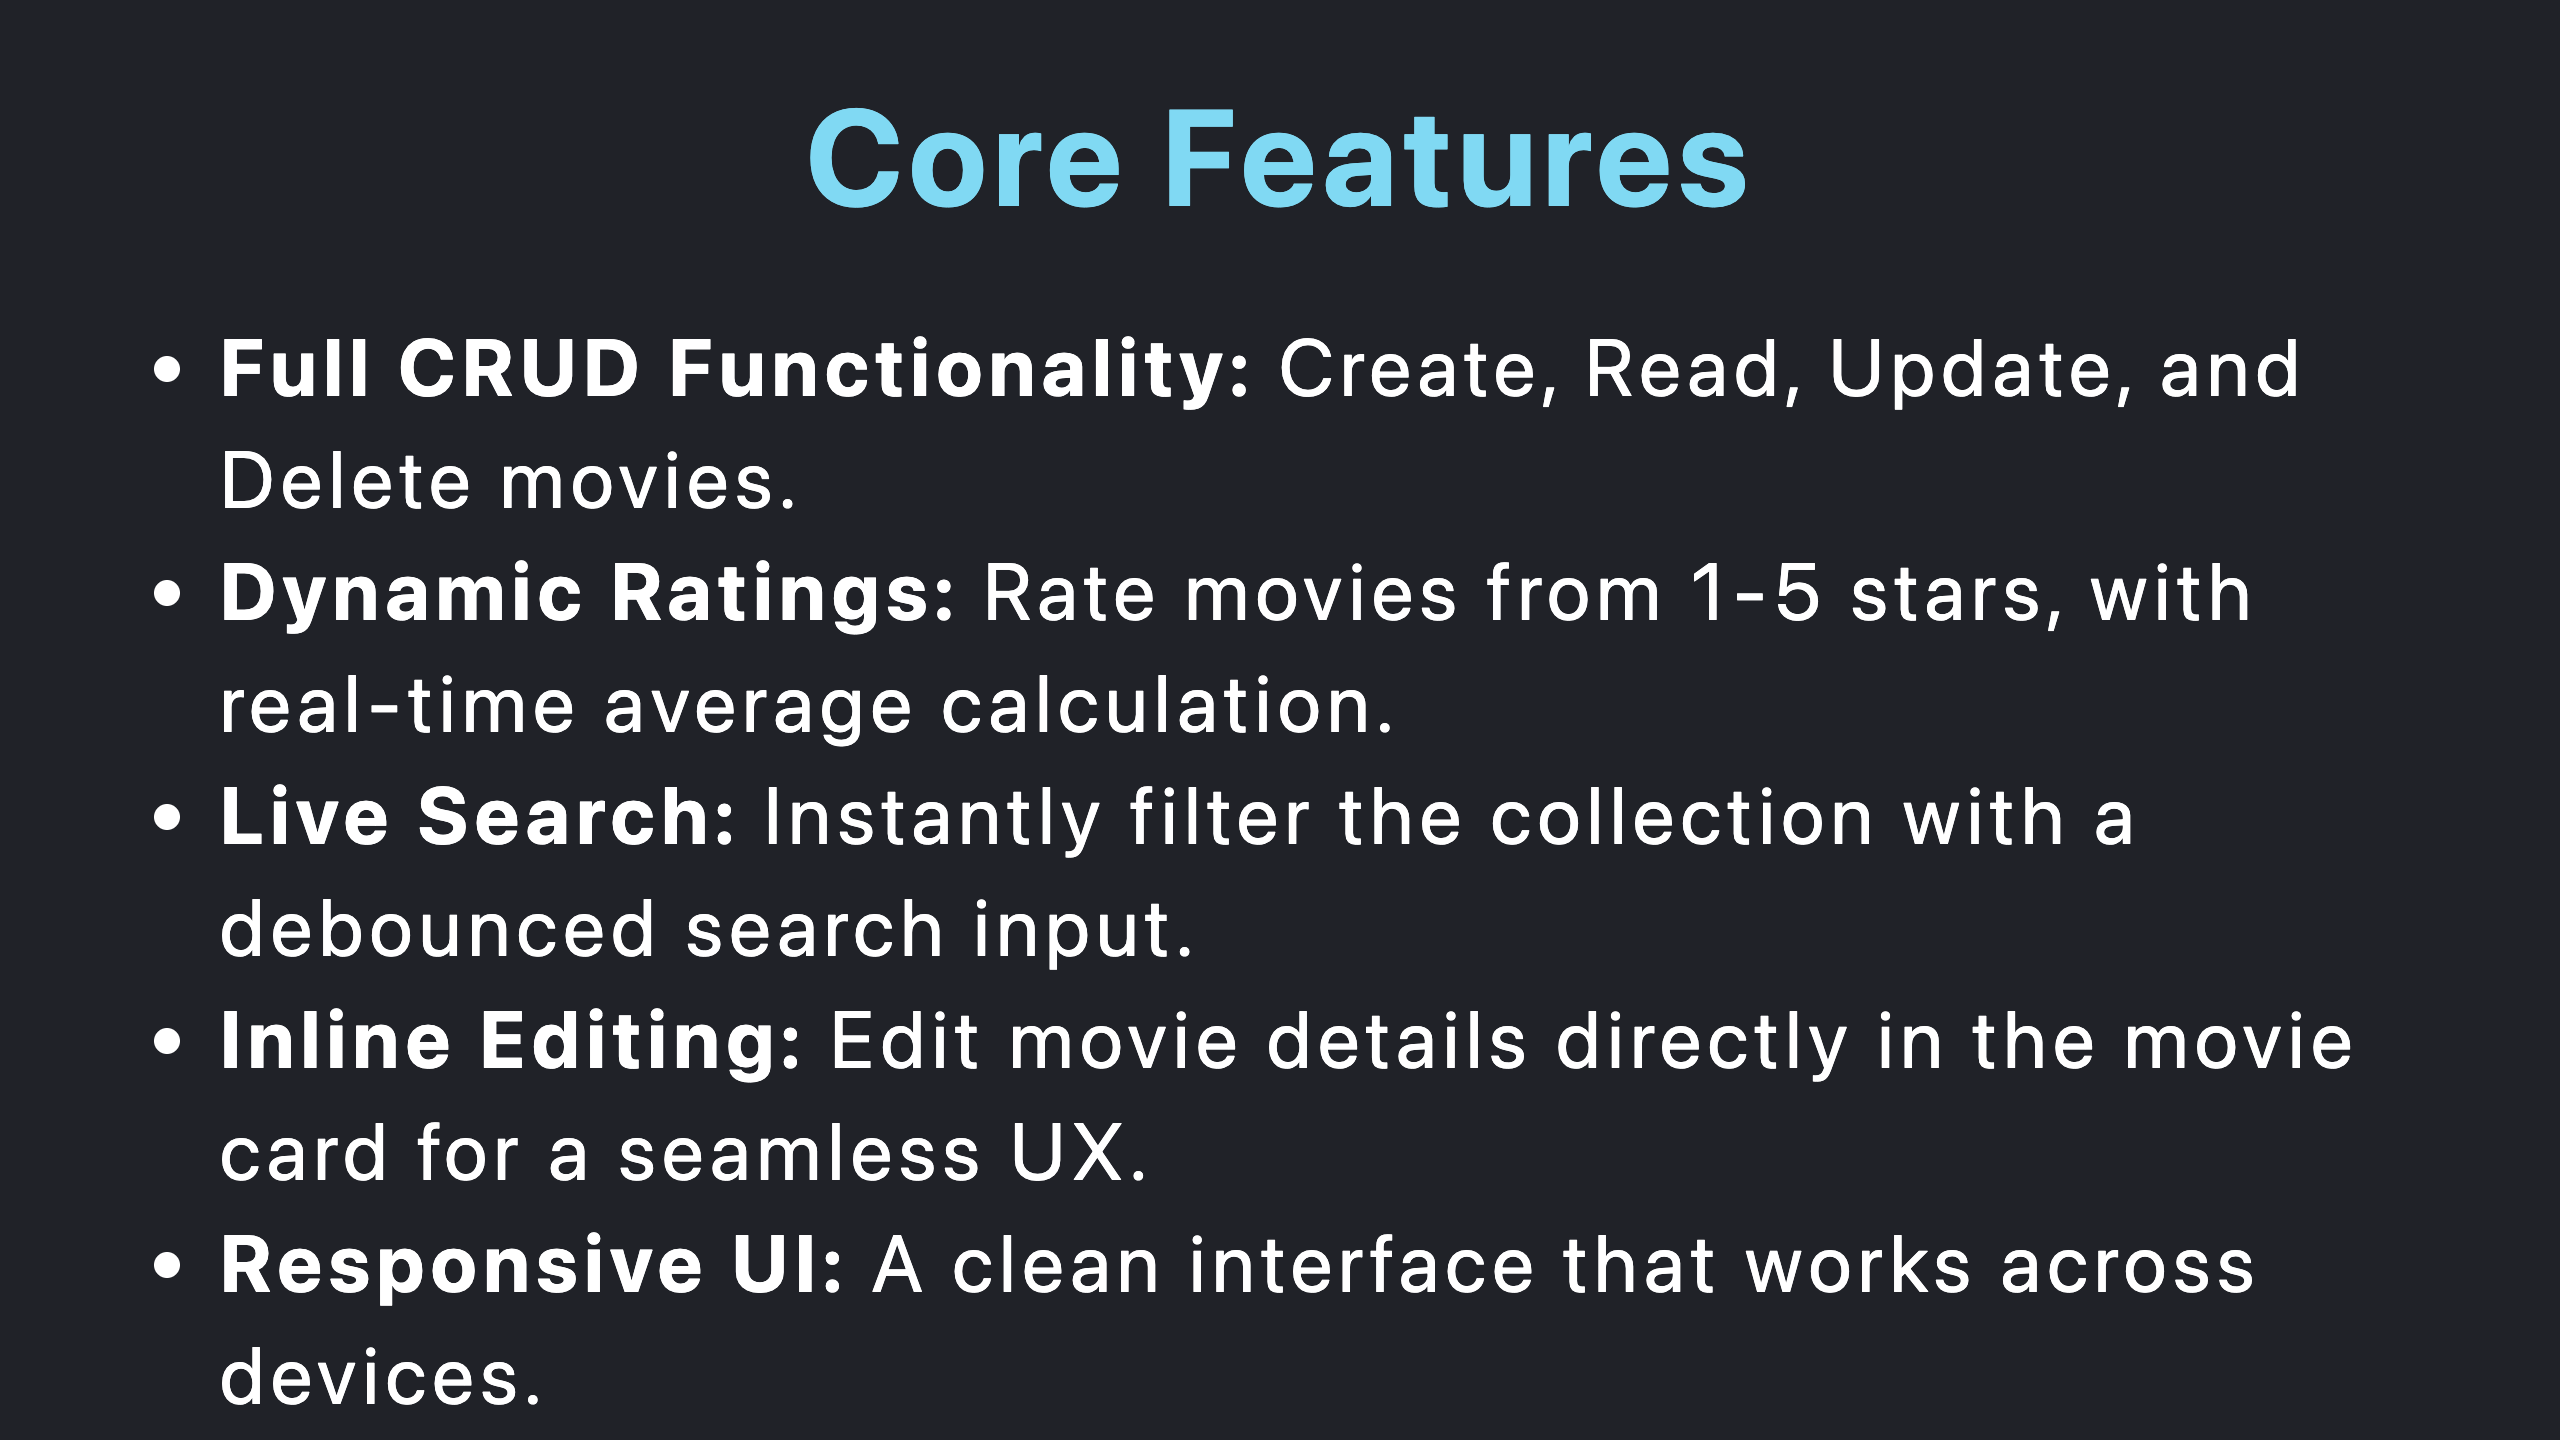 Core Features
• Full CRUD Functionality: Create, Read, Update, and
Delete movies.
• Dynamic Ratings: Rate movies from 1-5 stars, with
real-time average calculation.
• Live Search: Instantly filter the collection with a
debounced search input.
• Inline Editing: Edit movie details directly in the movie
card for a seamless UX.
• Responsive UI: A clean interface that works across
devices.